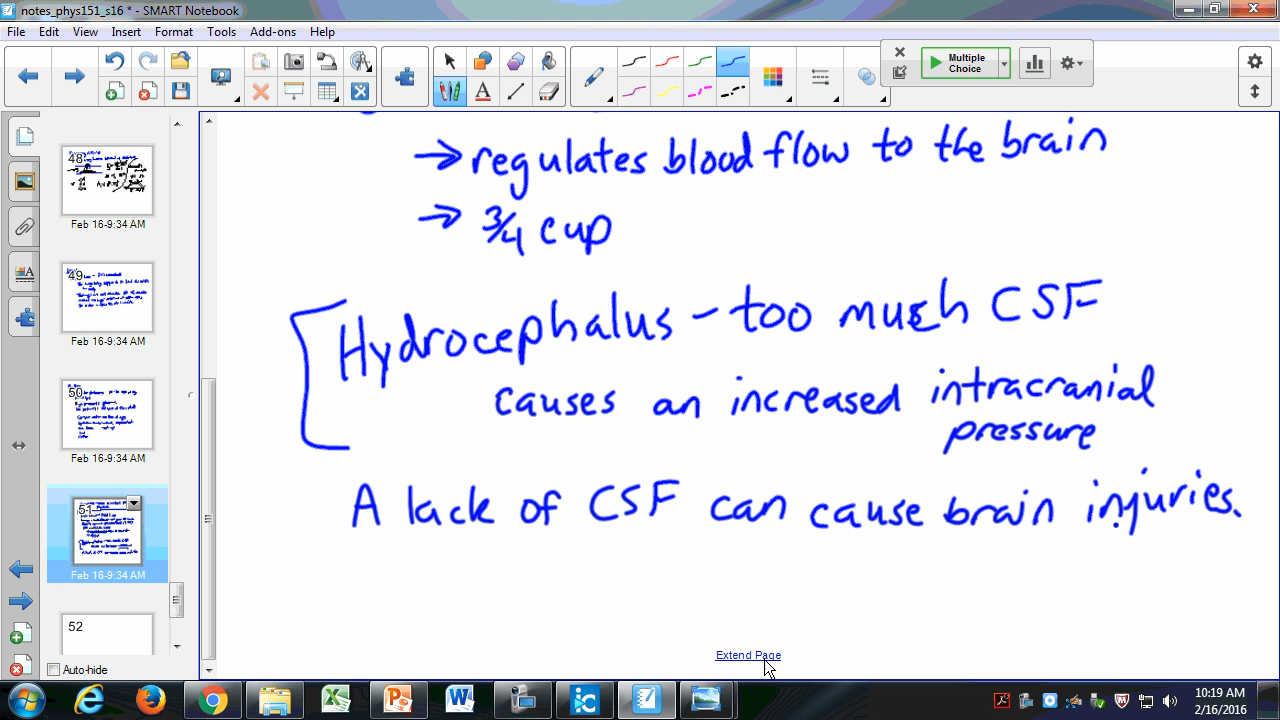 notes_phys151_s16 * - SMART Notebook
File Edit View Insert Format Tools Add-ons Help
Multiple
Choice
→ regulates blood flow to the brain
→ 3/4 cup
Hydrocephalus - too much CSF
causes an increased intracranial
pressure
A lack of CSF can cause brain injuries.
Extend Page
48
Feb 16-9:34 AM
49
Feb 16-9:34 AM
50
Feb 16-9:34 AM
51
Feb 16-9:34 AM
52
Auto-hide
10:19 AM
2/16/2016